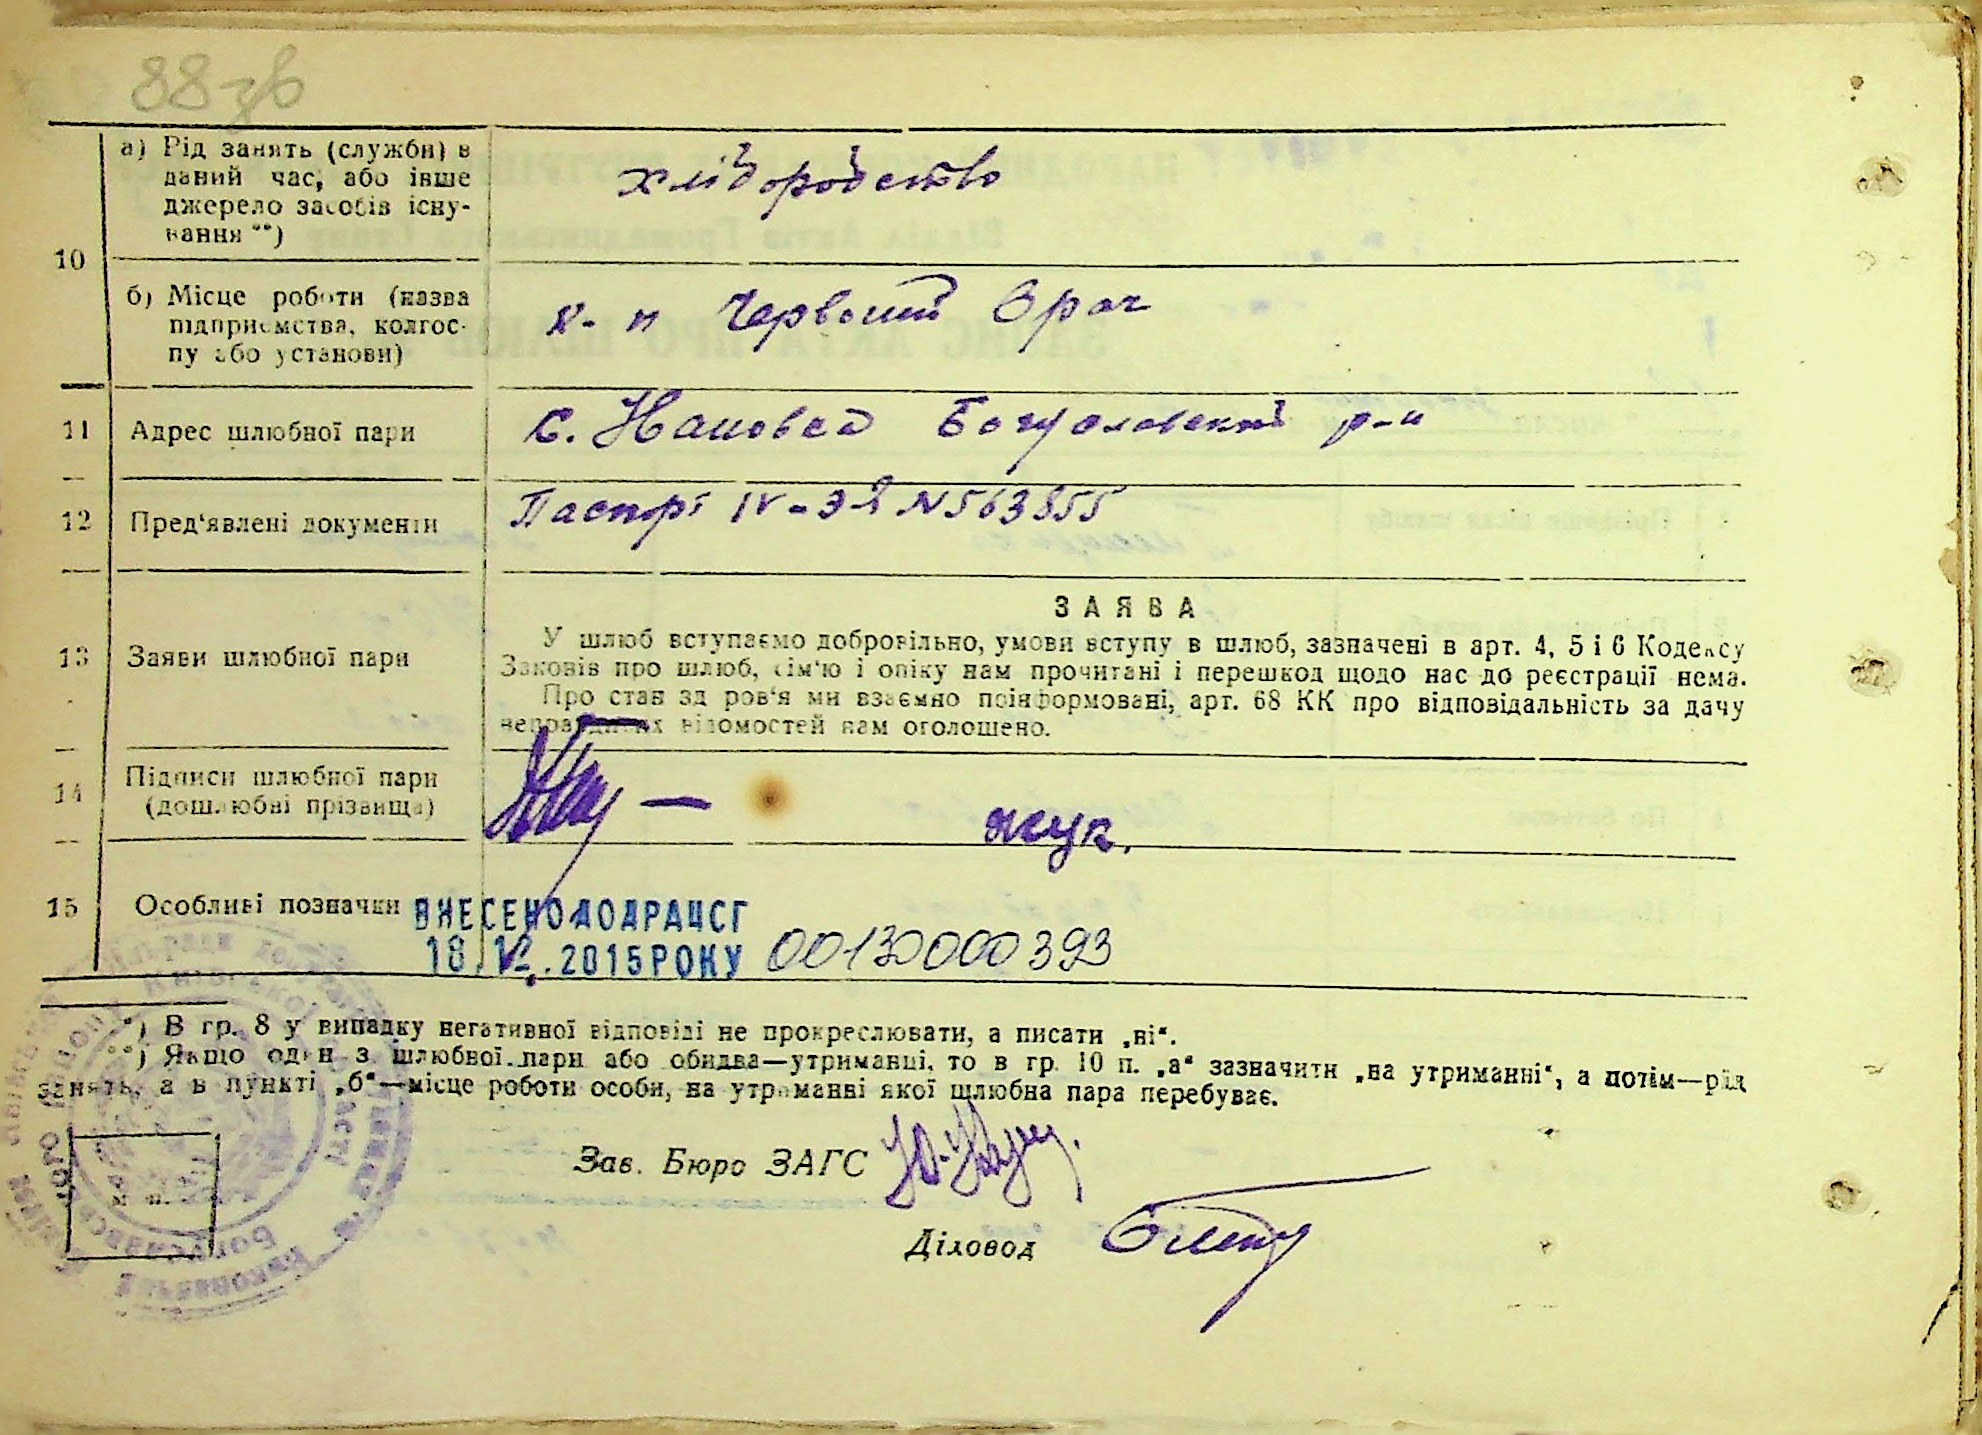 88 зв
10
а) Рід занять (служби) в
даний час, або інше
джерело засобів існу-
вання **)
хліборобство
б) Місце роботи (назва
підприємства, колгос-
пу або установи)
к-п Червоний Орач
11 Адрес шлюбної пари
с. Богуславський р-н
12 Пред'явлені документи
Паспорт IV-ЭЯ N563855
ЗАЯВА
13 Заяви шлюбної пари
У шлюб вступаємо добровільно, умови вступу в шлюб, зазначені в арт. 4, 5 і 6 Кодексу
Законів про шлюб, сім'ю і опіку нам прочитані і перешкод щодо нас до реєстрації нема.
Про стан здоров'я ми взаємно поінформовані, арт. 68 КК про відповідальність за дачу
неправдивих відомостей нам оголошено.
14 Підписи шлюбної пари
(дошлюбні прізвища)
Жук.
15 Особливі позначки
ВНЕСЕНО ДО ДРАЦСГ
18. 2015 РОКУ 00130000393
*) В гр. 8 у випадку негативної відповіді не прокреслювати, а писати „ні“.
**) Якщо один з шлюбної пари або обидва—утриманці, то в гр. 10 п. „а“ зазначити „на утриманні“, а потім—рід
занять, а в пункті „б“—місце роботи особи, на утриманні якої шлюбна пара перебуває.
Зав. Бюро ЗАГС
м. п.
Діловод